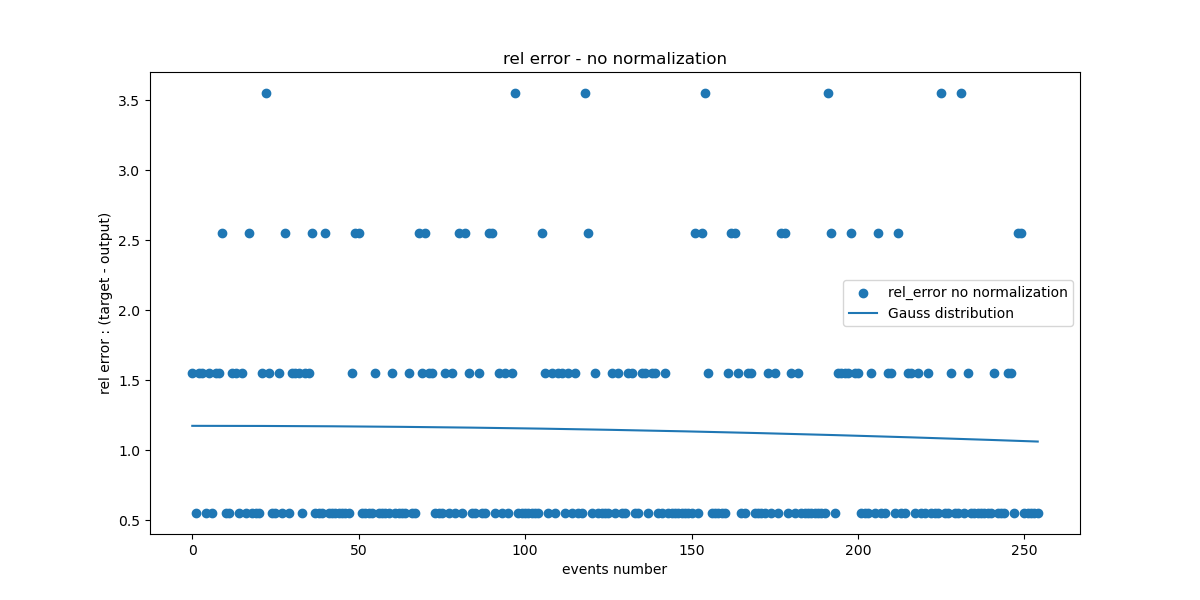 rel error - no normalization
rel error : (target - output)
3.5
3.0
2.5
2.0
1.5
1.0
0.5
rel_error no normalization
Gauss distribution
0 50 100 150 200 250
events number